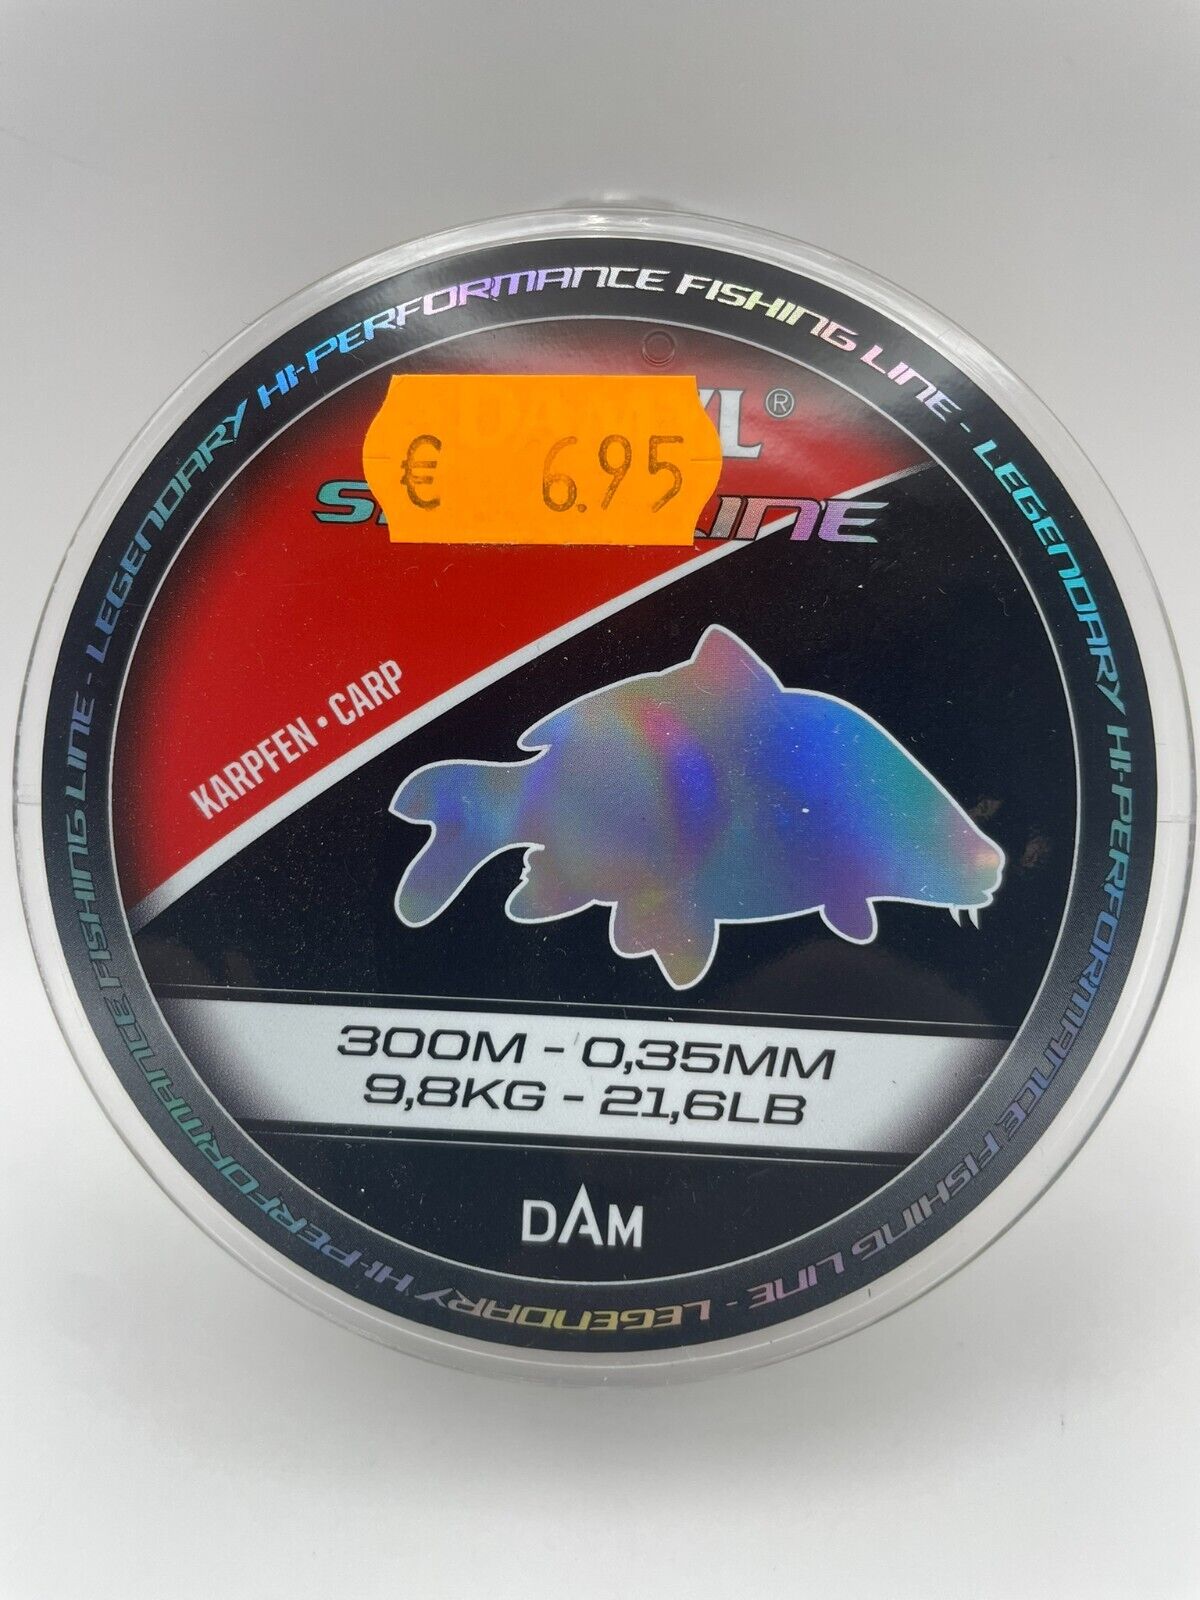 LEGENDARY HI-PERFORMANCE FISHING LINE - LEGENDARY HI-PERFORMANCE FISHING LINE - LEGENDARY HI-PERFORMANCE FISHING LINE -
®
€ 6.95
KARPFEN • CARP
300M - 0,35MM
9,8KG - 21,6LB
DAM